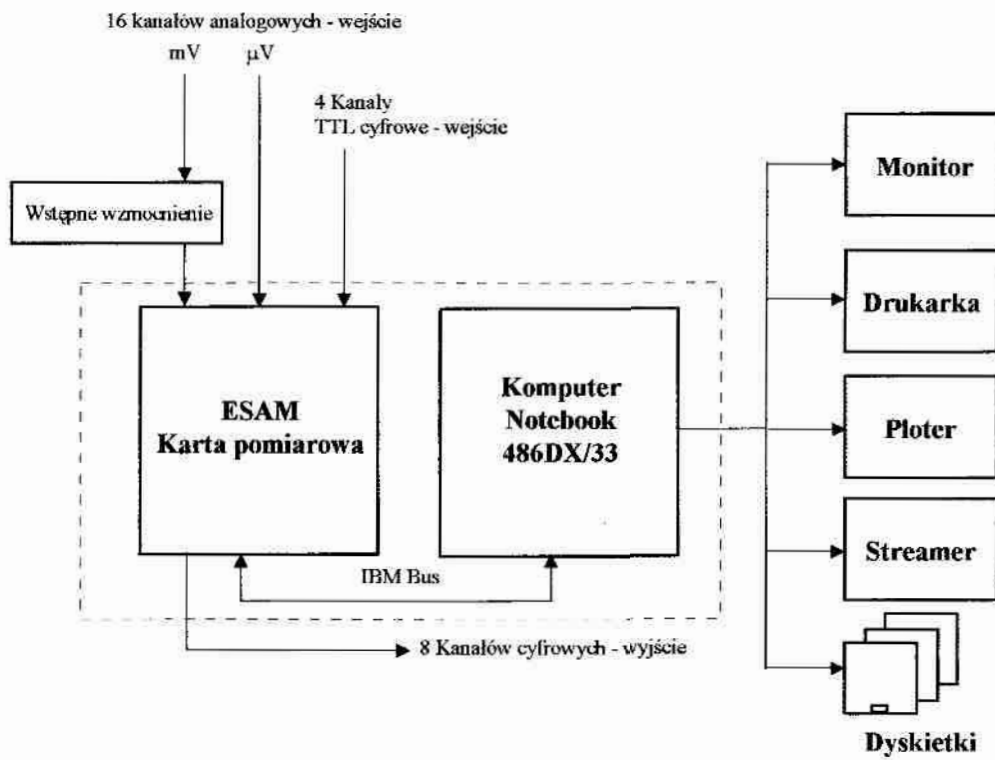 16 kanałów analogowych - wejście
mV
µV
4 Kanały
TTL cyfrowe - wejście
Wstępne wzmocnienie
Monitor
Drukarka
ESAM
Karta pomiarowa
Komputer
Notebook
486DX/33
Ploter
Streamer
IBM Bus
8 Kanałów cyfrowych - wyjście
Dyskietki